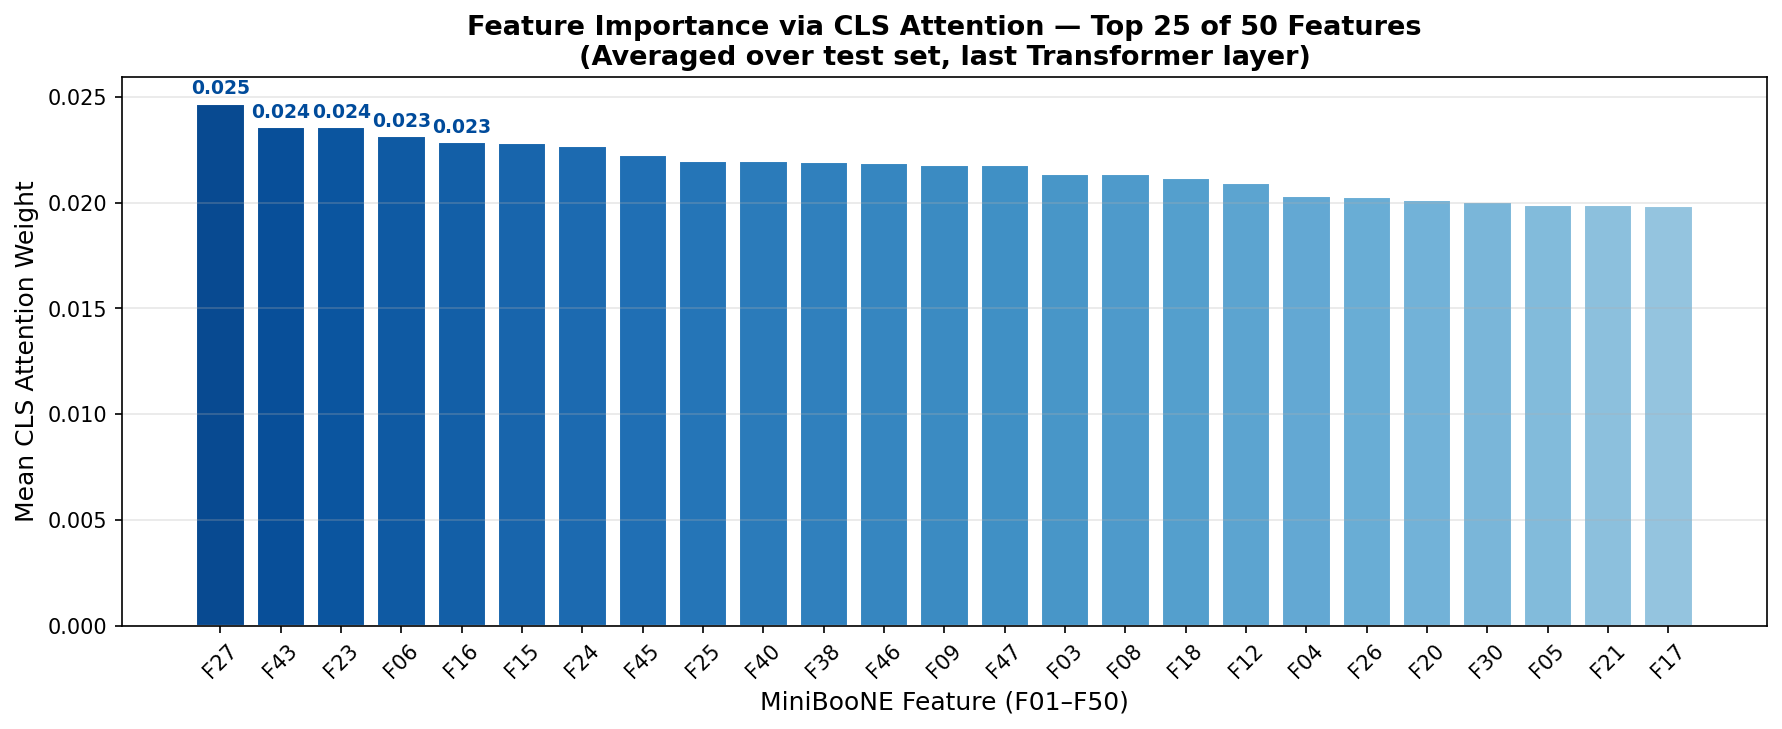 Feature Importance via CLS Attention — Top 25 of 50 Features
(Averaged over test set, last Transformer layer)
0.025
0.024
0.024
0.023
0.023
Mean CLS Attention Weight
0.025
0.020
0.015
0.010
0.005
0.000
F27 F43 F23 F06 F16 F15 F24 F45 F25 F40 F38 F46 F09 F47 F03 F08 F18 F12 F04 F26 F20 F30 F05 F21 F17
MiniBooNE Feature (F01–F50)